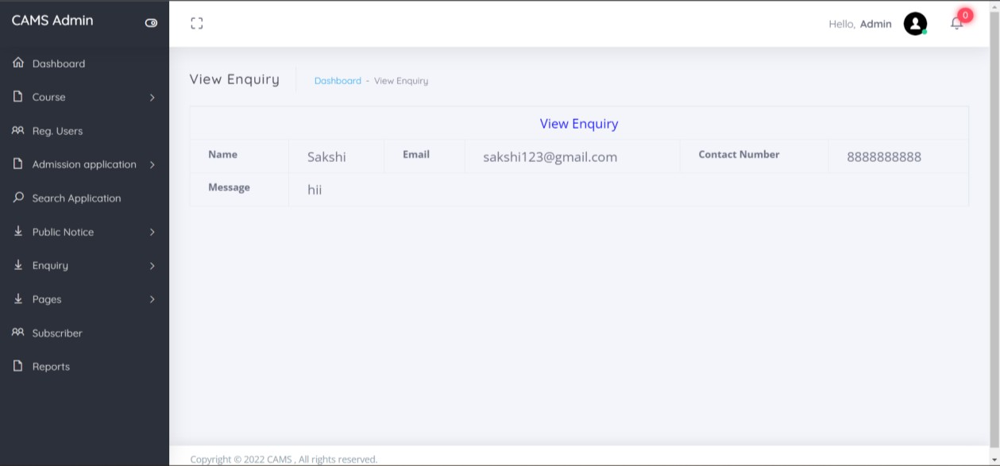 CAMS Admin
Hello, Admin
0
Dashboard
Course
Reg. Users
Admission application
Search Application
Public Notice
Enquiry
Pages
Subscriber
Reports
View Enquiry
Dashboard - View Enquiry
View Enquiry
Name Sakshi Email sakshi123@gmail.com Contact Number 8888888888
Message hii
Copyright © 2022 CAMS , All rights reserved.